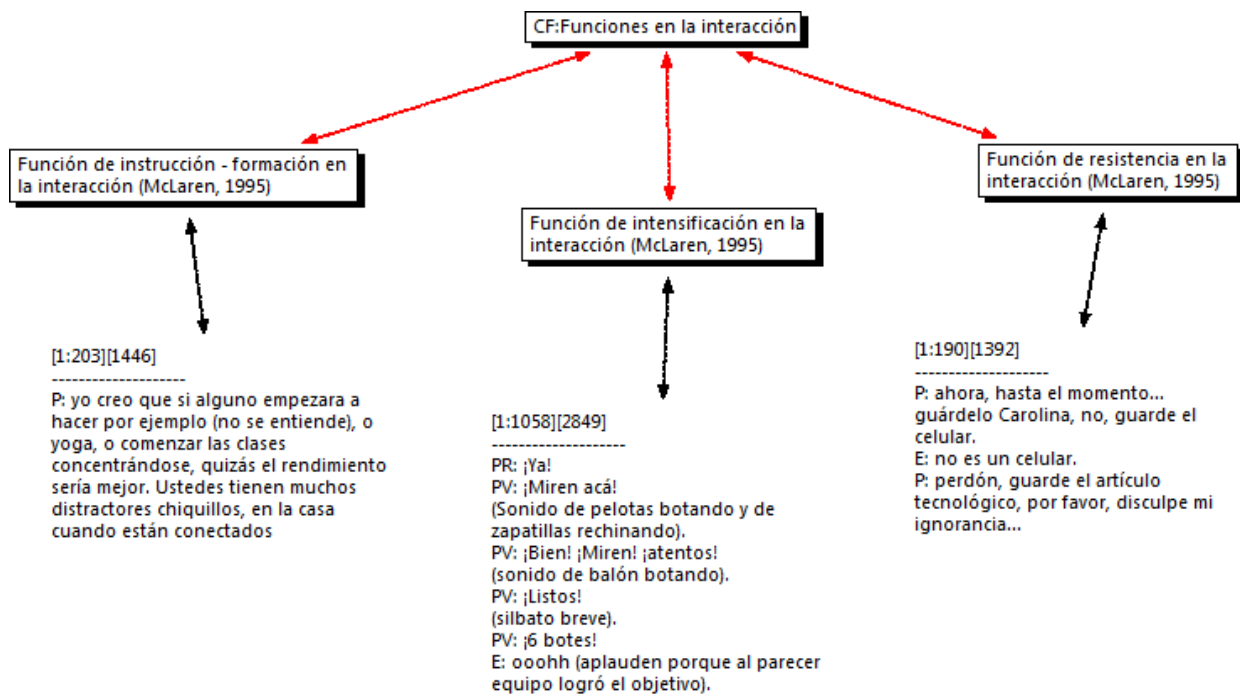 CF:Funciones en la interacción
Función de instrucción - formación en
la interacción (McLaren, 1995)
Función de intensificación en la
interacción (McLaren, 1995)
Función de resistencia en la
interacción (McLaren, 1995)
[1:203][1446]
--------------------
P: yo creo que si alguno empezara a
hacer por ejemplo (no se entiende), o
yoga, o comenzar las clases
concentrándose, quizás el rendimiento
sería mejor. Ustedes tienen muchos
distractores chiquillos, en la casa
cuando están conectados
[1:1058][2849]
--------------------
PR: ¡Ya!
PV: ¡Miren acá!
(Sonido de pelotas botando y de
zapatillas rechinando).
PV: ¡Bien! ¡Miren! ¡atentos!
(sonido de balón botando).
PV: ¡Listos!
(silbato breve).
PV: ¡6 botes!
E: ooohh (aplauden porque al parecer
equipo logró el objetivo).
[1:190][1392]
--------------------
P: ahora, hasta el momento...
guárdelo Carolina, no, guarde el
celular.
E: no es un celular.
P: perdón, guarde el artículo
tecnológico, por favor, disculpe mi
ignorancia...